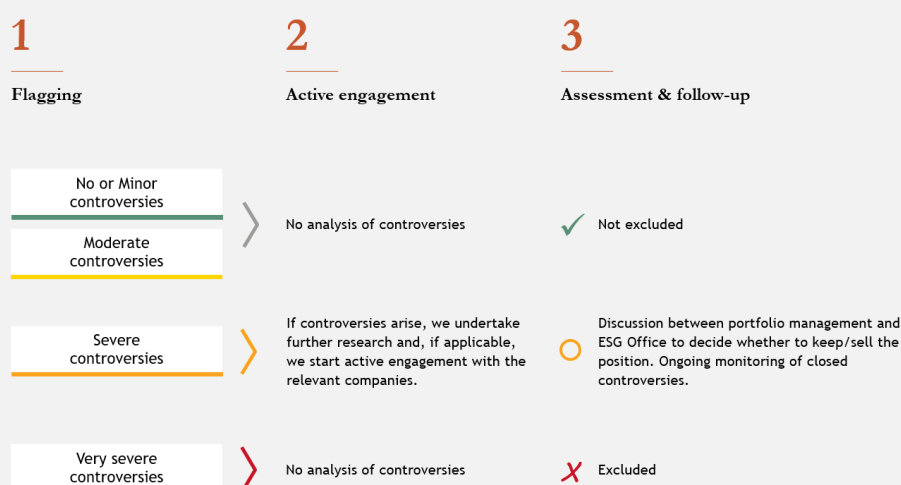 1
2
3
Flagging
Active engagement
Assessment & follow-up
No or Minor
controversies
Moderate
controversies
No analysis of controversies
Not excluded
Severe
controversies
If controversies arise, we undertake
further research and, if applicable,
we start active engagement with the
relevant companies.
Discussion between portfolio management and
ESG Office to decide whether to keep/sell the
position. Ongoing monitoring of closed
controversies.
Very severe
controversies
No analysis of controversies
Excluded